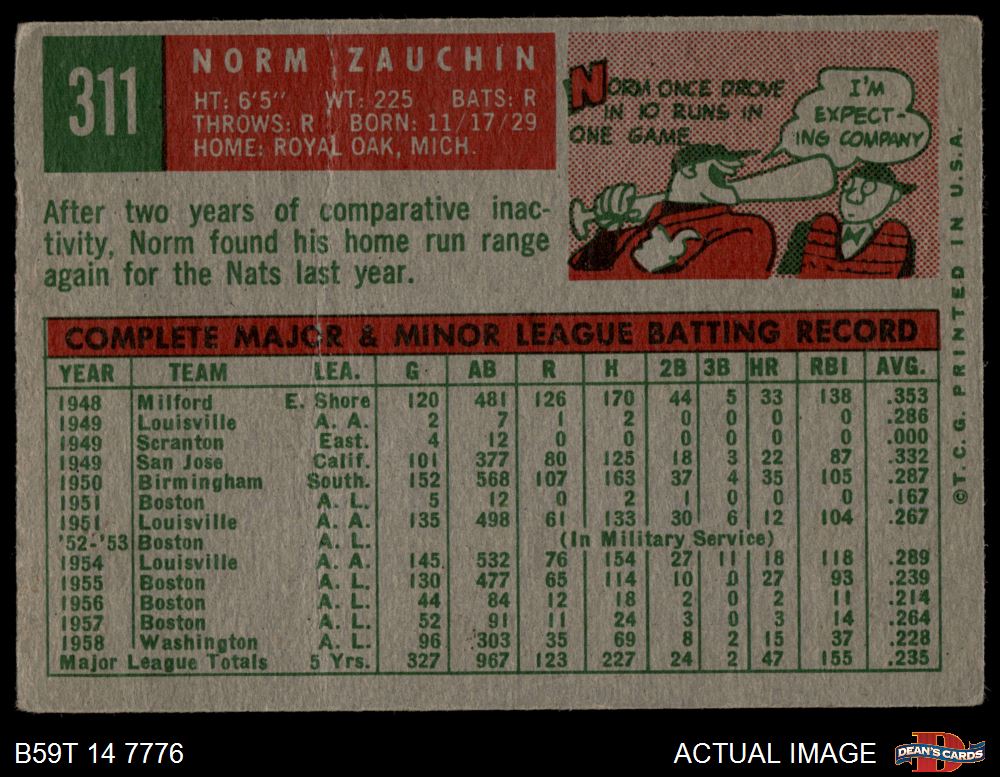 311
NORM ZAUCHIN
HT: 6'5" WT: 225 BATS: R
THROWS: R BORN: 11/17/29
HOME: ROYAL OAK, MICH.
NORM ONCE DROVE
IN 10 RUNS IN
ONE GAME
I'M
EXPECT-
ING COMPANY
After two years of comparative inac-
tivity, Norm found his home run range
again for the Nats last year.
COMPLETE MAJOR & MINOR LEAGUE BATTING RECORD
YEAR TEAM LEA. G AB R H 2B 3B HR RBI AVG.
1948 Milford E. Shore 120 481 126 170 44 5 33 138 .353
1949 Louisville A. A. 2 7 1 2 0 0 0 0 .286
1949 Scranton East. 4 12 0 0 0 0 0 0 .000
1949 San Jose Calif. 101 377 80 125 18 3 22 87 .332
1950 Birmingham South. 152 568 107 163 37 4 35 105 .287
1951 Boston A. L. 5 12 0 2 1 0 0 0 .167
1951 Louisville A. A. 135 498 61 133 30 6 12 104 .267
'52-'53 Boston A. L. (In Military Service)
1954 Louisville A. A. 145 532 76 154 27 11 18 118 .289
1955 Boston A. L. 130 477 65 114 10 0 27 93 .239
1956 Boston A. L. 44 84 12 18 2 0 2 11 .214
1957 Boston A. L. 52 91 11 24 3 0 3 14 .264
1958 Washington A. L. 96 303 35 69 8 2 15 37 .228
Major League Totals 5 Yrs. 327 967 123 227 24 2 47 155 .235
©T. C. G. PRINTED IN U.S.A.
B59T 14 7776
ACTUAL IMAGE
D
DEAN'S CARDS